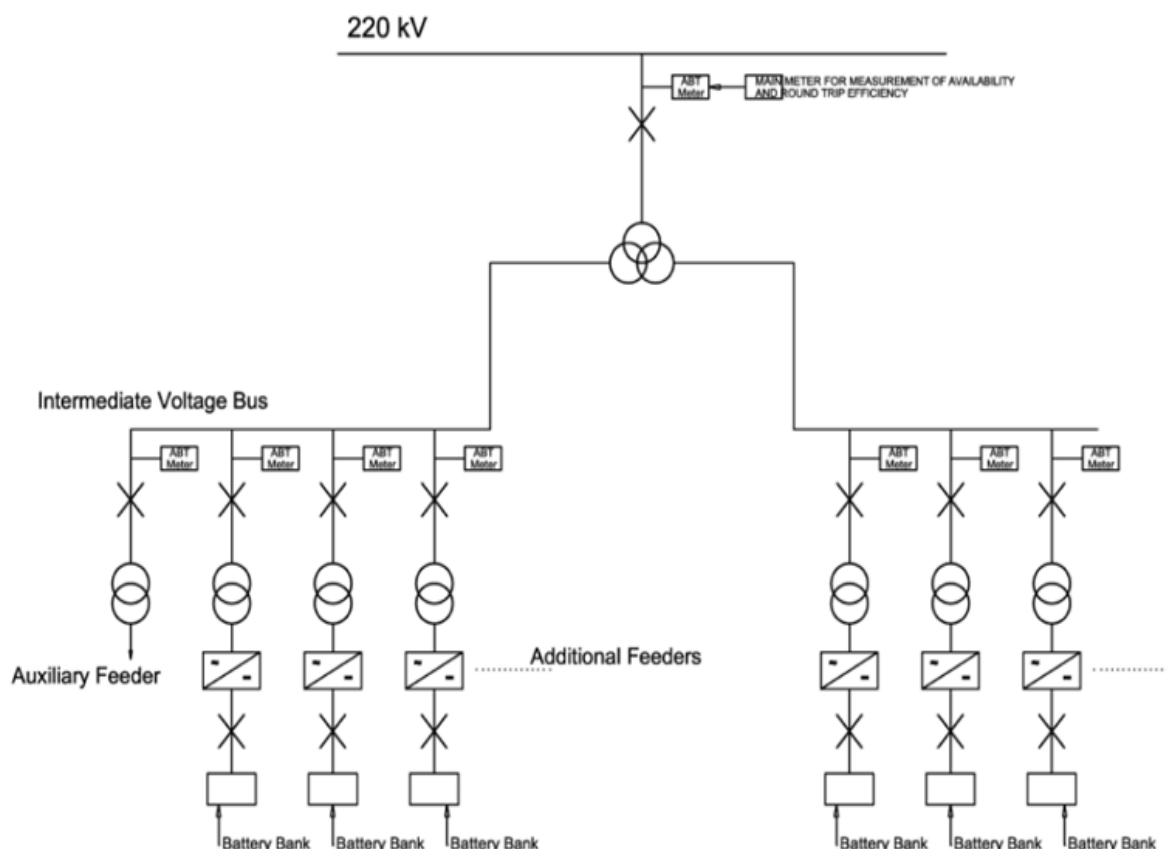 220 kV
ABT
Meter
MAIN METER FOR MEASUREMENT OF AVAILABILITY
AND ROUND TRIP EFFICIENCY
Intermediate Voltage Bus
ABT
Meter
ABT
Meter
ABT
Meter
ABT
Meter
ABT
Meter
ABT
Meter
ABT
Meter
Auxiliary Feeder
Additional Feeders
Battery Bank
Battery Bank
Battery Bank
Battery Bank
Battery Bank
Battery Bank